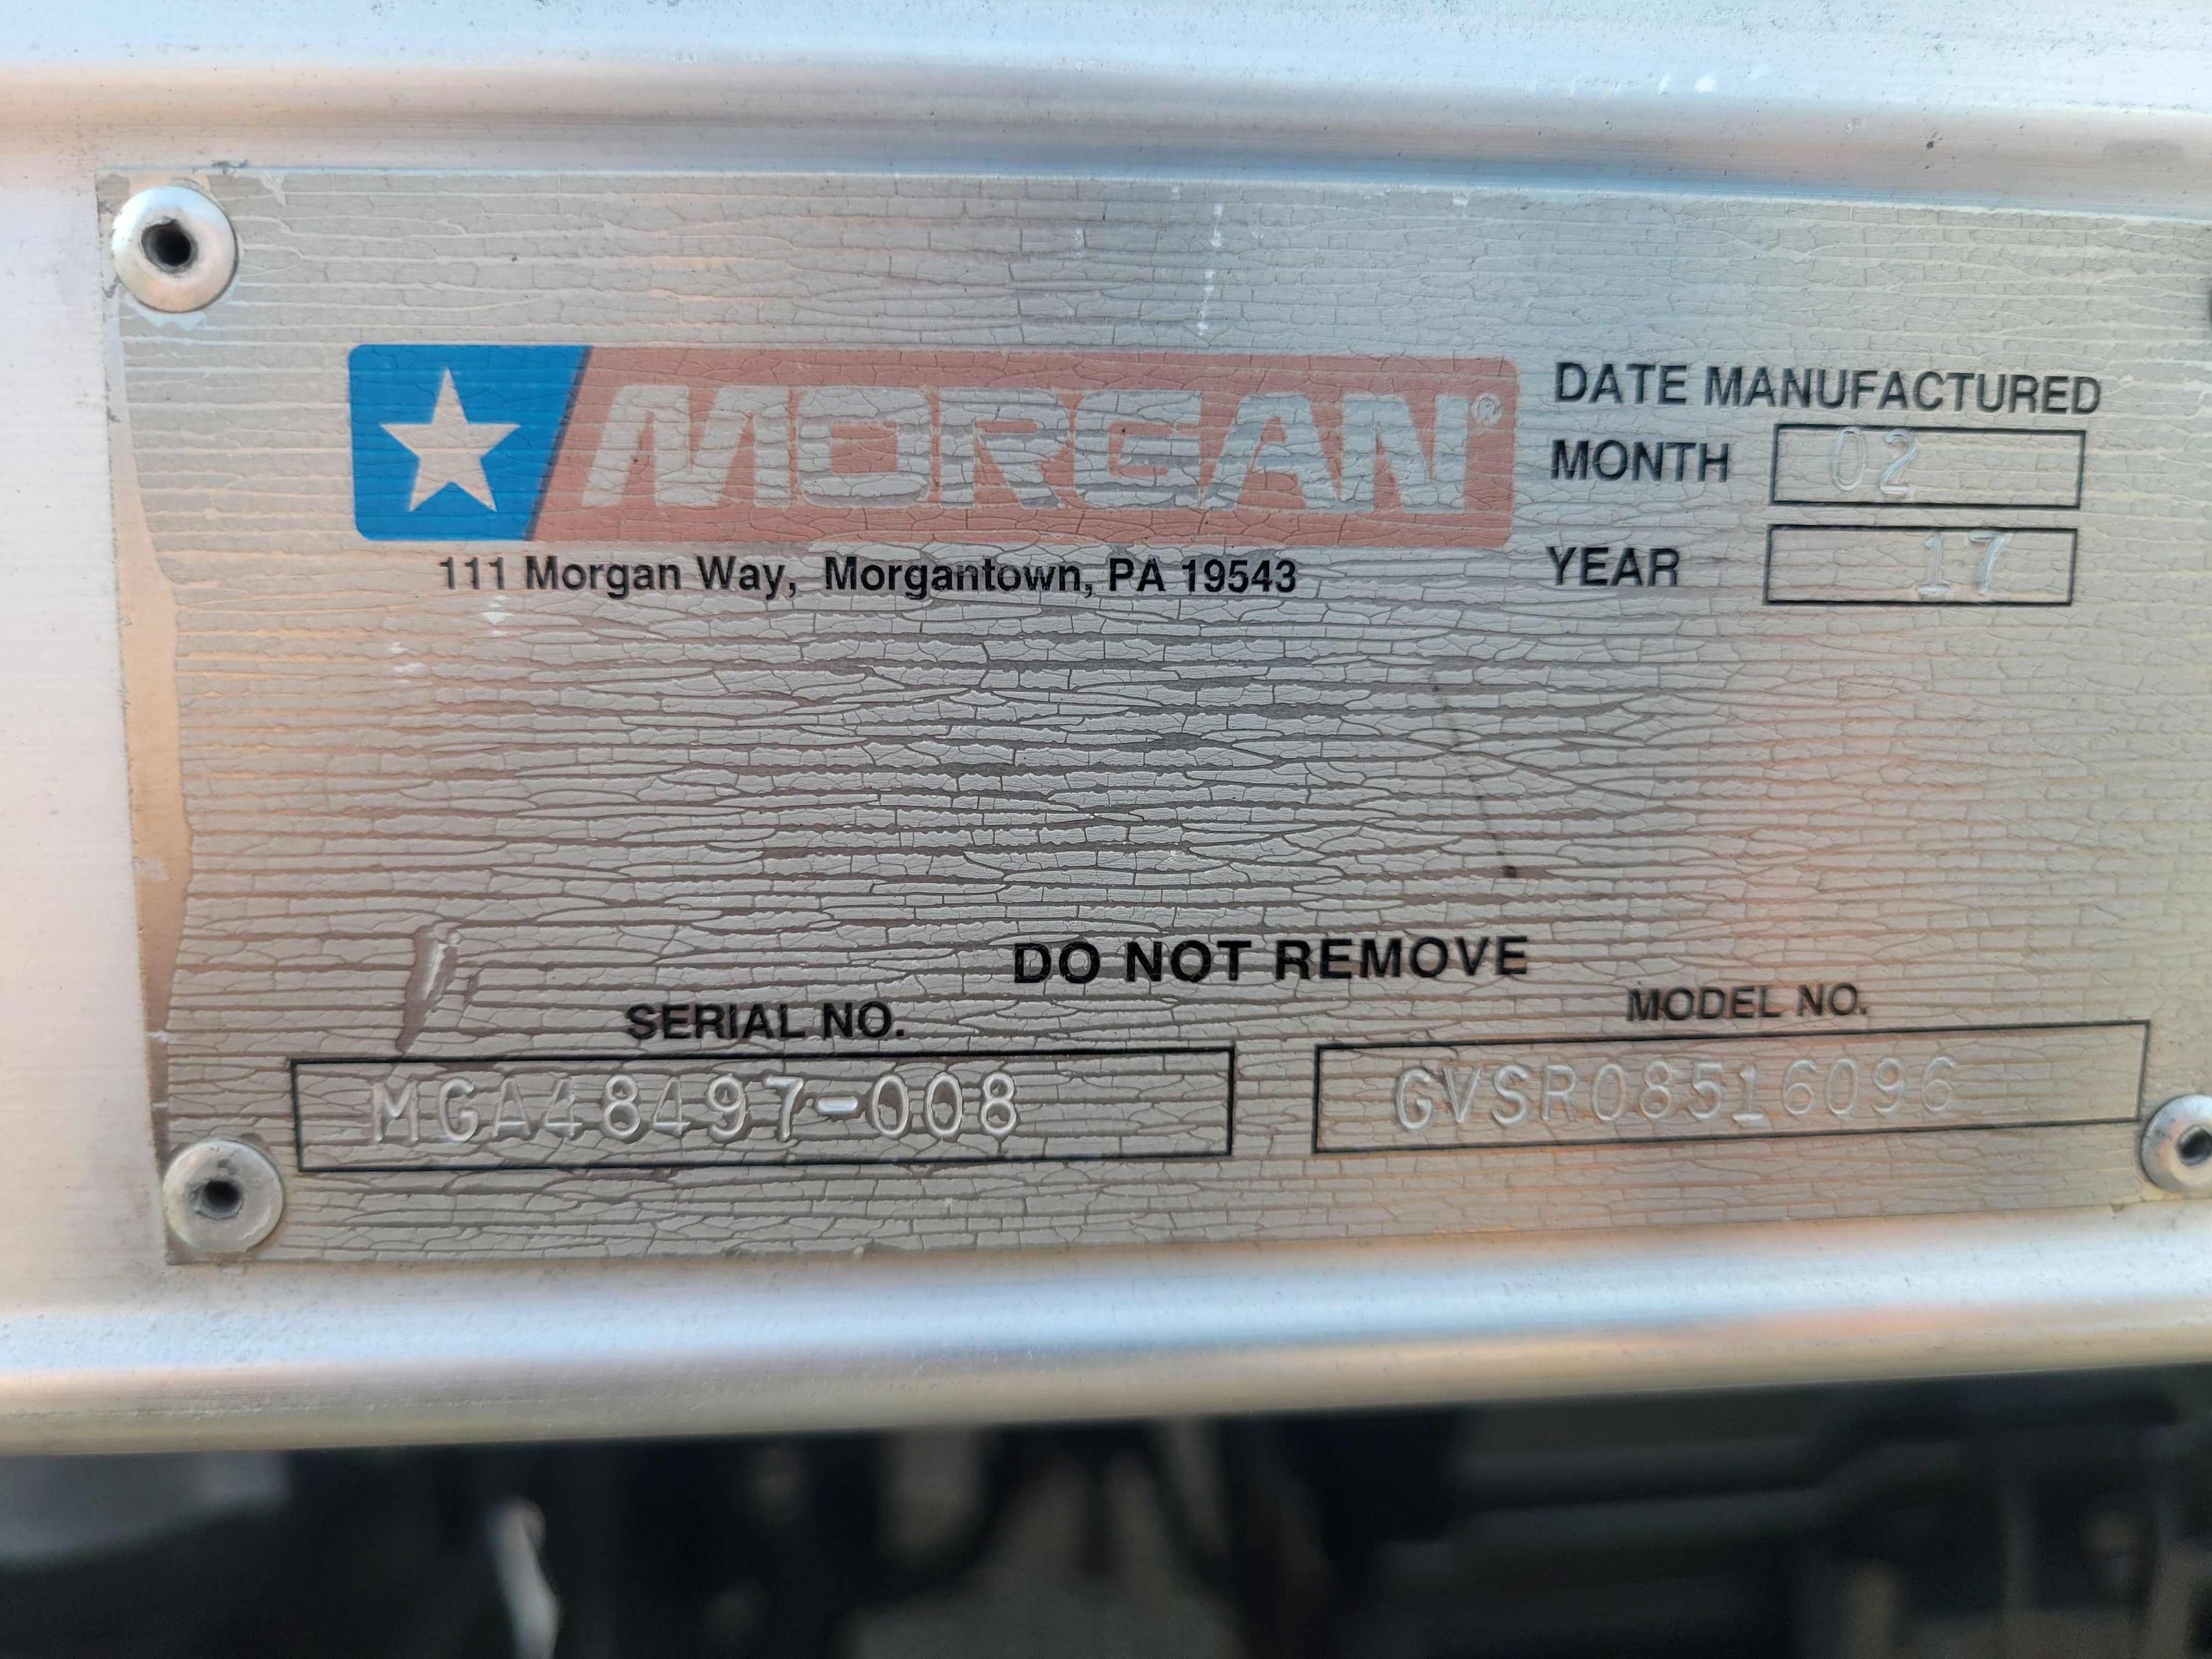 MORGAN®
111 Morgan Way, Morgantown, PA 19543
DATE MANUFACTURED
MONTH 02
YEAR 17
DO NOT REMOVE
SERIAL NO.
MGA48497-008
MODEL NO.
GVSR08516096